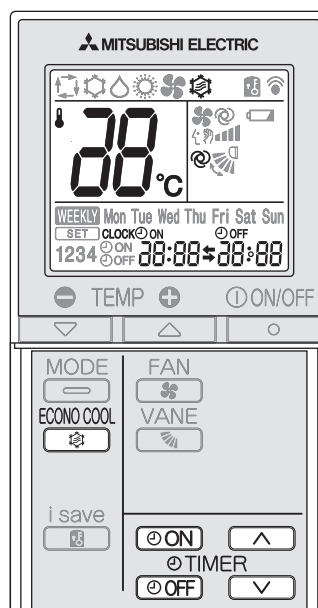 MITSUBISHI ELECTRIC
88°C
WEEKLY Mon Tue Wed Thu Fri Sat Sun
SET CLOCK ON OFF
1234 ON OFF 88:88 88:88
TEMP ON/OFF
MODE FAN
ECONO COOL VANE
i save
ON
TIMER
OFF